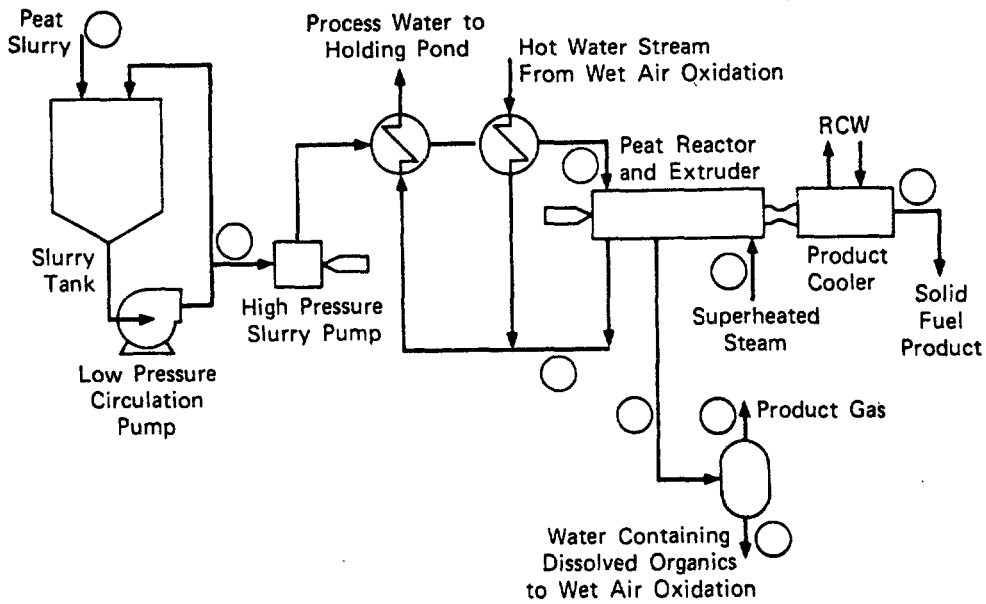 Peat
Slurry
Process Water to
Holding Pond
Hot Water Stream
From Wet Air Oxidation
RCW
Peat Reactor
and Extruder
Slurry
Tank
High Pressure
Slurry Pump
Product
Cooler
Superheated
Steam
Solid
Fuel
Product
Low Pressure
Circulation
Pump
Product Gas
Water Containing
Dissolved Organics
to Wet Air Oxidation